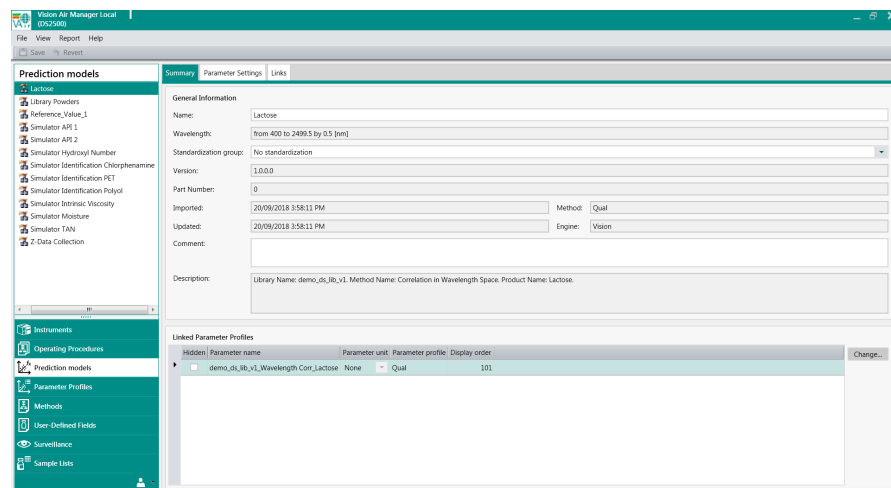 Vision Air Manager Local
(DS2500)
File View Report Help
Save Revert
Prediction models
Lactose
Library Powders
Reference_Value_1
Simulator API 1
Simulator API 2
Simulator Hydroxyl Number
Simulator Identification Chlorphenamine
Simulator Identification PET
Simulator Identification Polyol
Simulator Intrinsic Viscosity
Simulator Moisture
Simulator TAN
Z-Data Collection
Instruments
Operating Procedures
Prediction models
Parameter Profiles
Methods
User-Defined Fields
Surveillance
Sample Lists
Summary Parameter Settings Links
General Information
Name: Lactose
Wavelength: from 400 to 2499.5 by 0.5 [nm]
Standardization group: No standardization
Version: 1.0.0.0
Part Number: 0
Imported: 20/09/2018 3:58:11 PM Method: Qual
Updated: 20/09/2018 3:58:11 PM Engine: Vision
Comment:
Description: Library Name: demo_ds_lib_v1. Method Name: Correlation in Wavelength Space. Product Name: Lactose.
Linked Parameter Profiles
Hidden Parameter name Parameter unit Parameter profile Display order
demo_ds_lib_v1_Wavelength Corr_Lactose None Qual 101
Change...